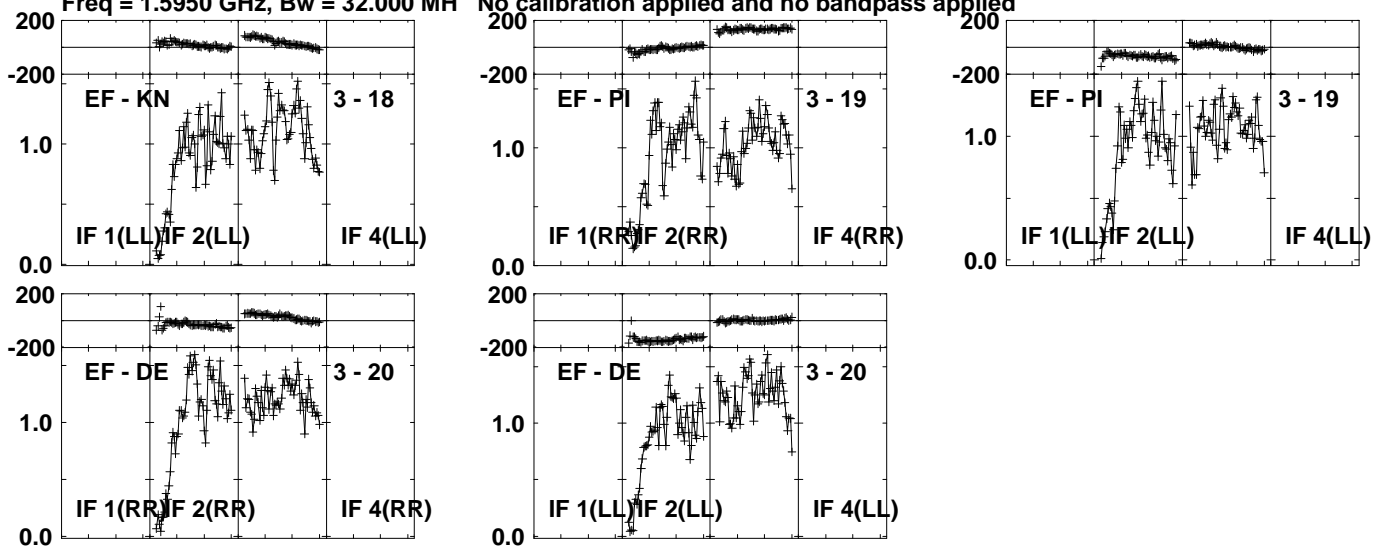 Freq = 1.5950 GHz, Bw = 32.000 MH No calibration applied and no bandpass applied
200
-200
EF - KN 3 - 18
1.0
IF 1(LL) IF 2(LL) IF 4(LL)
0.0
200
-200
EF - PI 3 - 19
1.0
IF 1(RR) IF 2(RR) IF 4(RR)
0.0
200
-200
EF - PI 3 - 19
1.0
IF 1(LL) IF 2(LL) IF 4(LL)
0.0
200
-200
EF - DE 3 - 20
1.0
IF 1(RR) IF 2(RR) IF 4(RR)
0.0
200
-200
EF - DE 3 - 20
1.0
IF 1(LL) IF 2(LL) IF 4(LL)
0.0